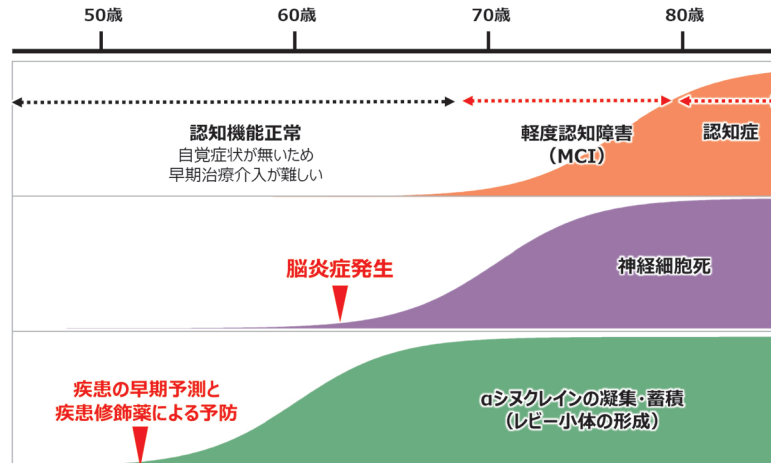 50歳 60歳 70歳 80歳
認知機能正常
自覚症状が無いため
早期治療介入が難しい
軽度認知障害
（MCI）
認知症
脳炎症発生
神経細胞死
疾患の早期予測と
疾患修飾薬による予防
αシヌクレインの凝集・蓄積
（レビー小体の形成）